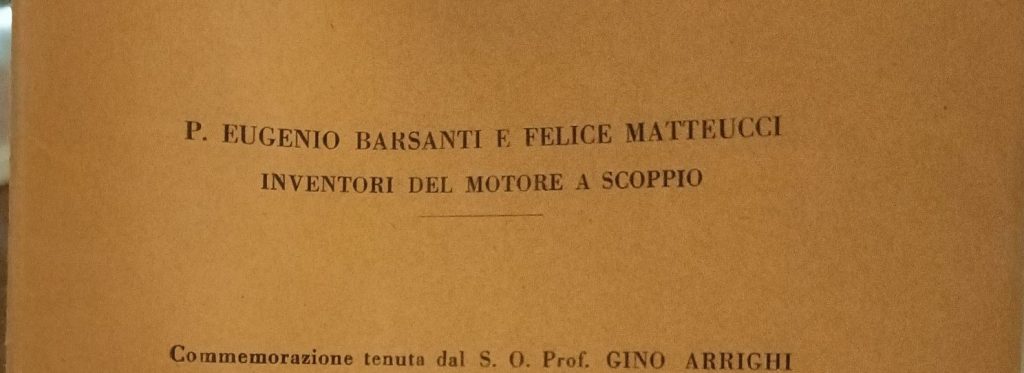 P. EUGENIO BARSANTI E FELICE MATTEUCCI
INVENTORI DEL MOTORE A SCOPPIO
Commemorazione tenuta dal S. O. Prof. GINO ARRIGHI